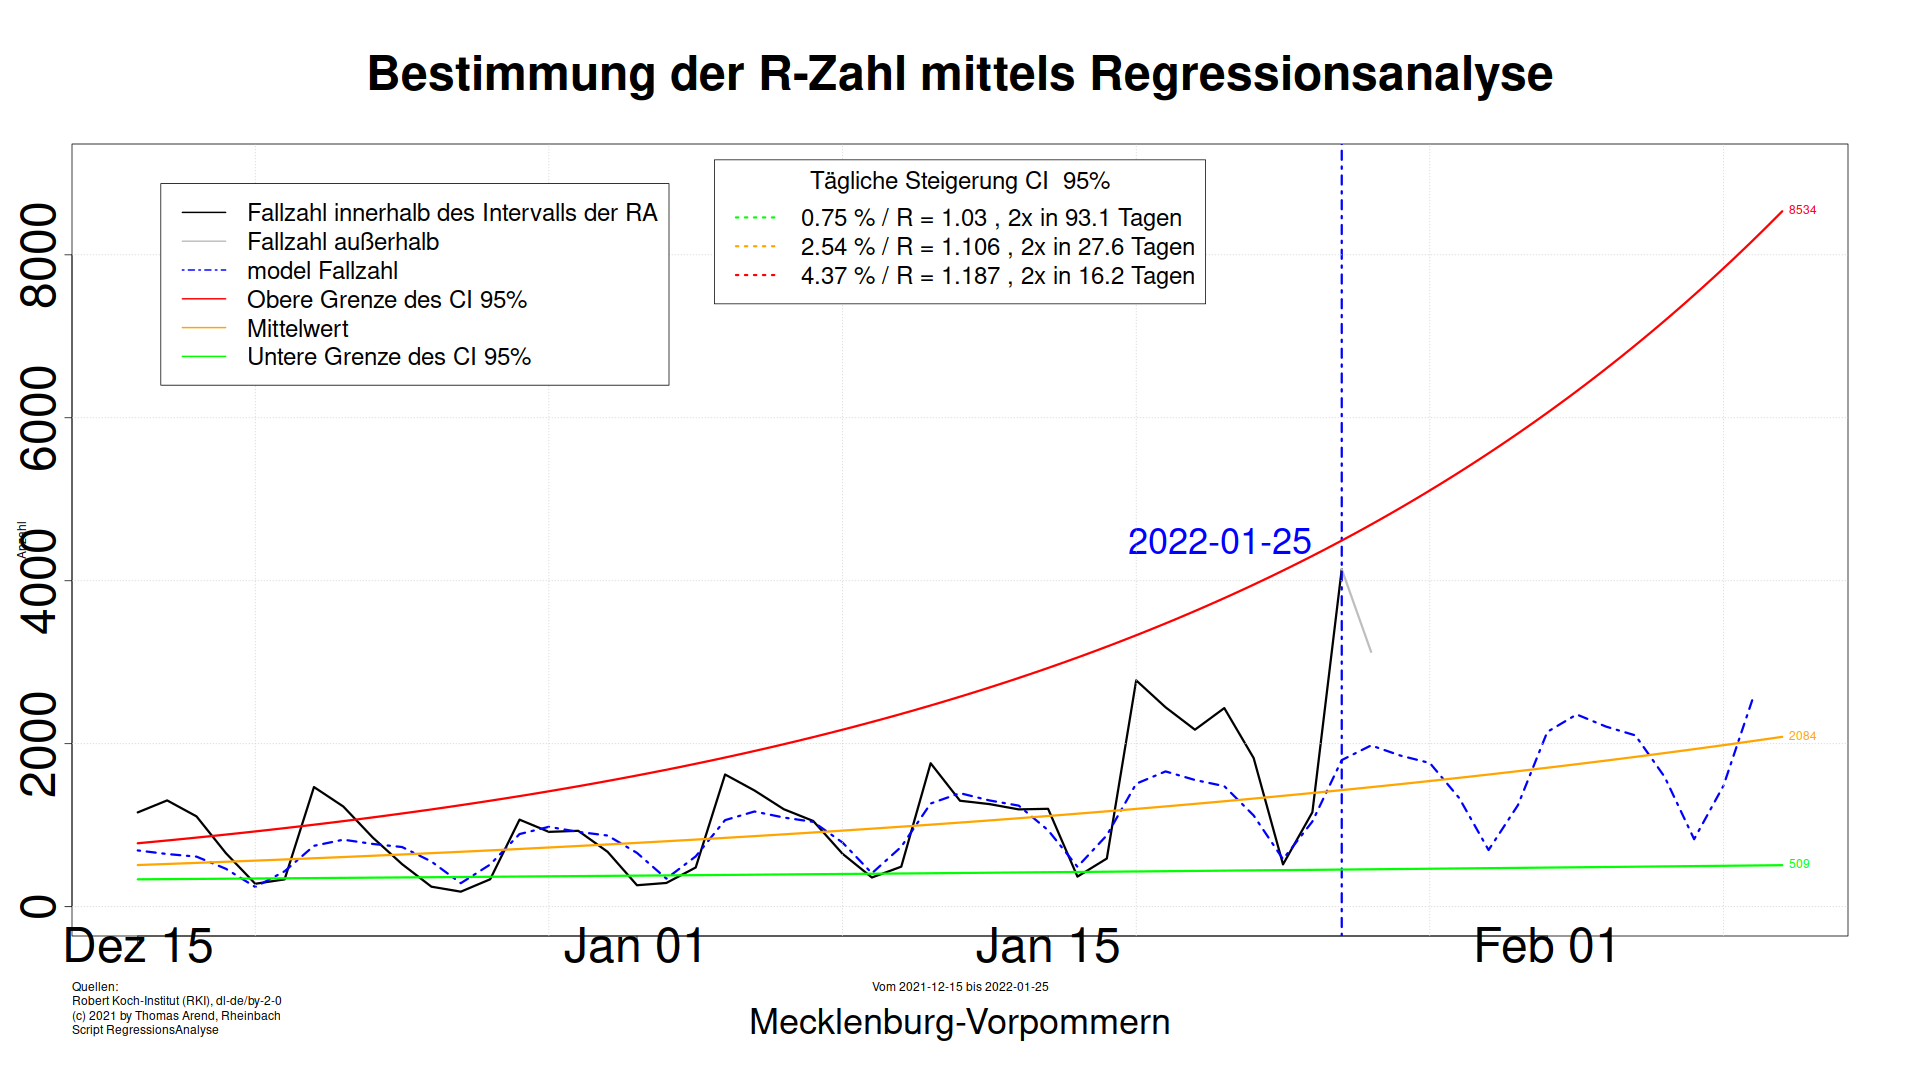 Bestimmung der R-Zahl mittels Regressionsanalyse
Fallzahl innerhalb des Intervalls der RA
Fallzahl außerhalb
model Fallzahl
Obere Grenze des CI 95%
Mittelwert
Untere Grenze des CI 95%
Tägliche Steigerung CI  95%
0.75 % / R = 1.03 , 2x in 93.1 Tagen
2.54 % / R = 1.106 , 2x in 27.6 Tagen
4.37 % / R = 1.187 , 2x in 16.2 Tagen
8000
6000
4000
2000
0
Anzahl
2022-01-25
8534
2084
509
Dez 15
Jan 01
Jan 15
Feb 01
Quellen:
Robert Koch-Institut (RKI), dl-de/by-2-0
(c) 2021 by Thomas Arend, Rheinbach
Script RegressionsAnalyse
Vom 2021-12-15 bis 2022-01-25
Mecklenburg-Vorpommern